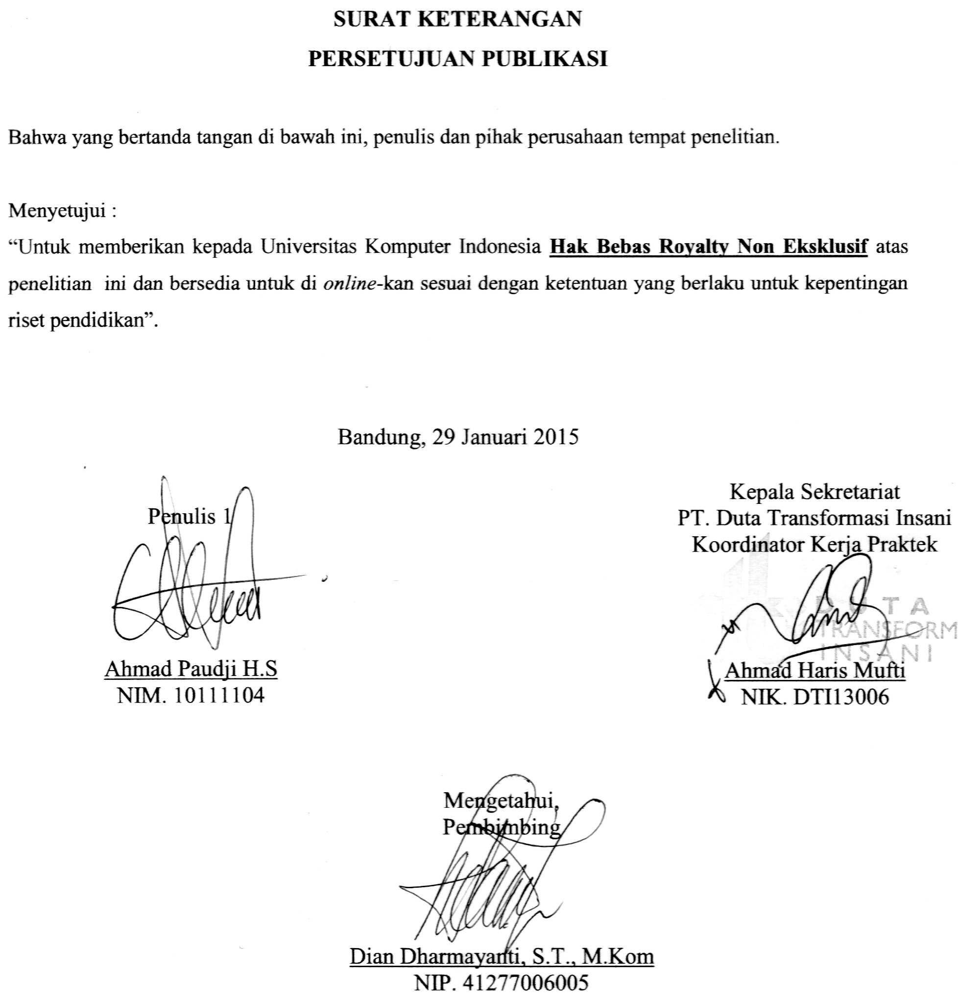 SURAT KETERANGAN
PERSETUJUAN PUBLIKASI
Bahwa yang bertanda tangan di bawah ini, penulis dan pihak perusahaan tempat penelitian.
Menyetujui :
“Untuk memberikan kepada Universitas Komputer Indonesia Hak Bebas Royalty Non Eksklusif atas
penelitian ini dan bersedia untuk di online-kan sesuai dengan ketentuan yang berlaku untuk kepentingan
riset pendidikan”.
Bandung, 29 Januari 2015
Penulis 1
Ahmad Paudji H.S
NIM. 10111104
Kepala Sekretariat
PT. Duta Transformasi Insani
Koordinator Kerja Praktek
DUTA
TRANSFORM
INSANI
Ahmad Haris Mufti
NIK. DTI13006
Mengetahui,
Pembimbing
Dian Dharmayanti, S.T., M.Kom
NIP. 41277006005